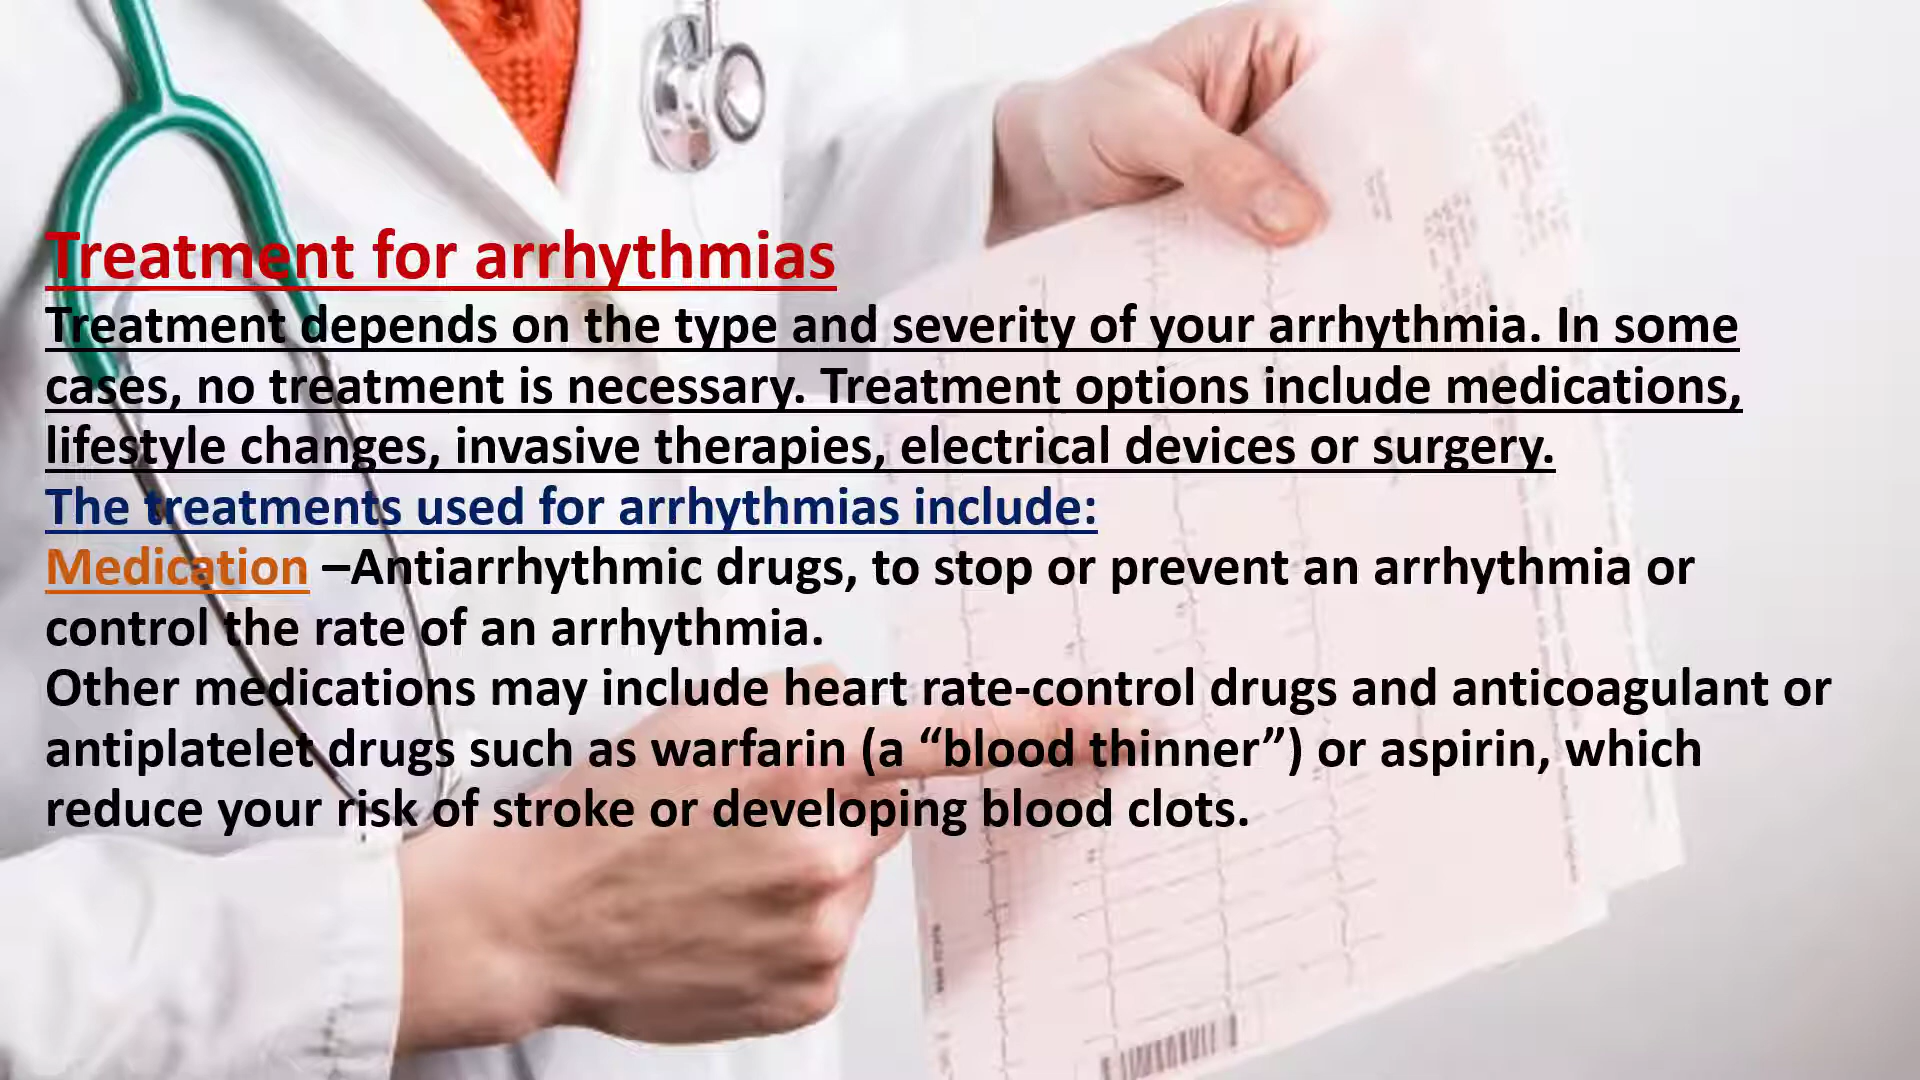 Treatment for arrhythmias
Treatment depends on the type and severity of your arrhythmia. In some
cases, no treatment is necessary. Treatment options include medications,
lifestyle changes, invasive therapies, electrical devices or surgery.
The treatments used for arrhythmias include:
Medication –Antiarrhythmic drugs, to stop or prevent an arrhythmia or
control the rate of an arrhythmia.
Other medications may include heart rate-control drugs and anticoagulant or
antiplatelet drugs such as warfarin (a “blood thinner”) or aspirin, which
reduce your risk of stroke or developing blood clots.